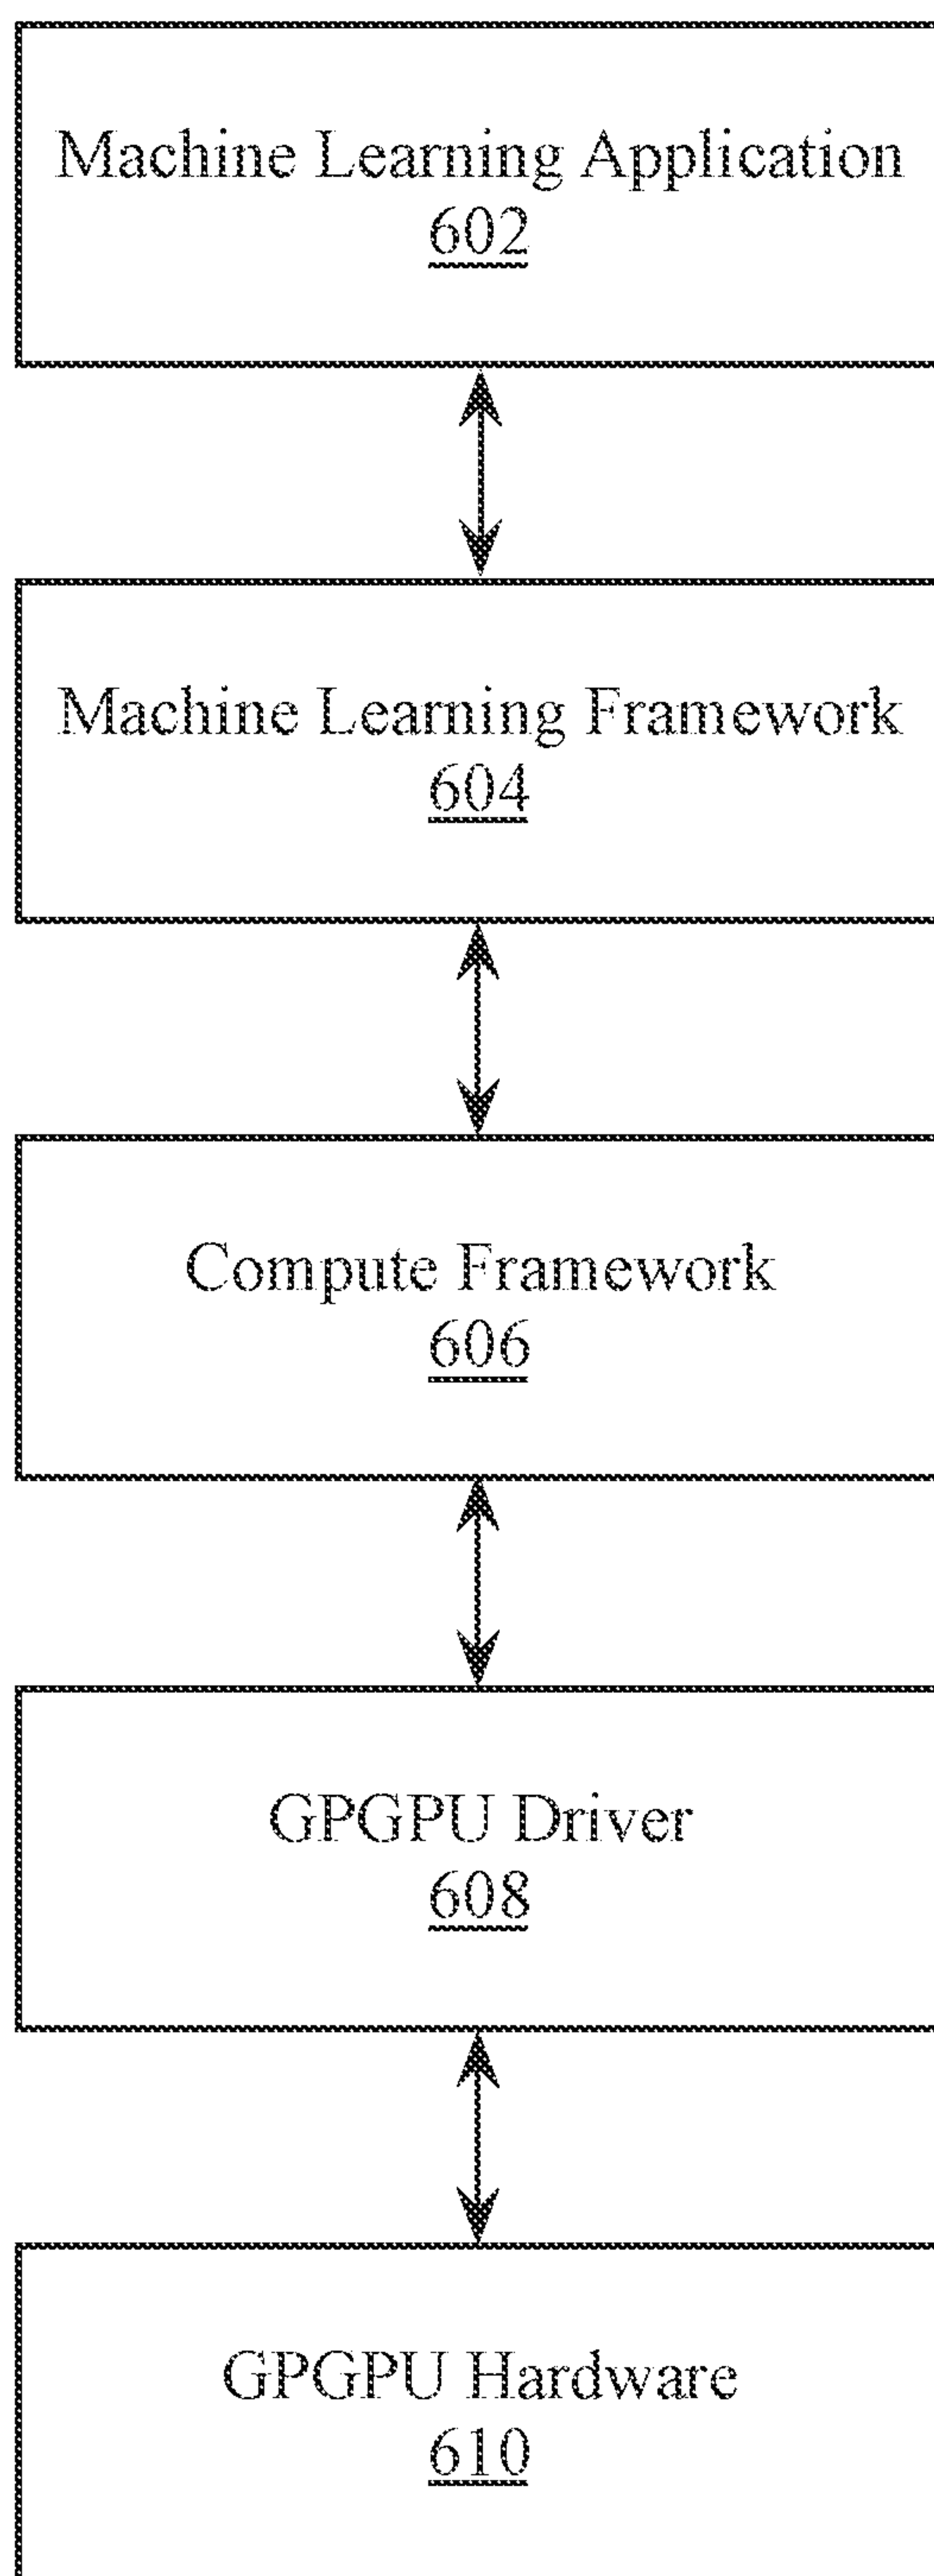 Machine Learning Application
602
Machine Learning Framework
604
Compute Framework
606
GPGPU Driver
608
GPGPU Hardware
610